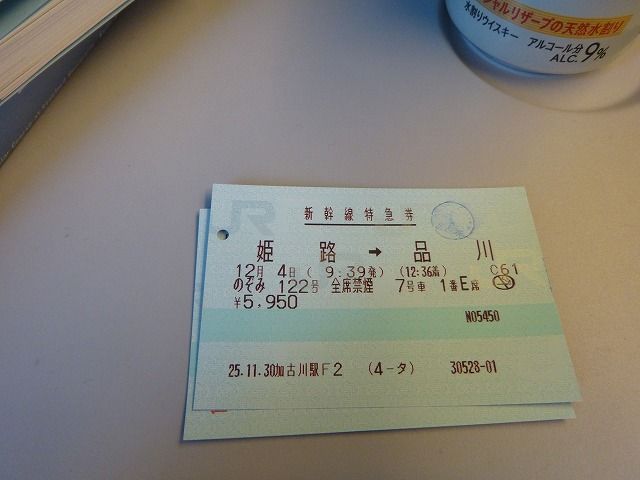 シャルリザーブの天然水割り
水割りウイスキー アルコール分 9%
ALC.
JR
新幹線特急券
姫路 → 品川
12月 4日 ( 9:39発) (12:36着) C61
のぞみ 122号 全席禁煙 7号車 1番E席
¥5,950
N05450
25.11.30加古川駅F2 (4-タ) 30528-01